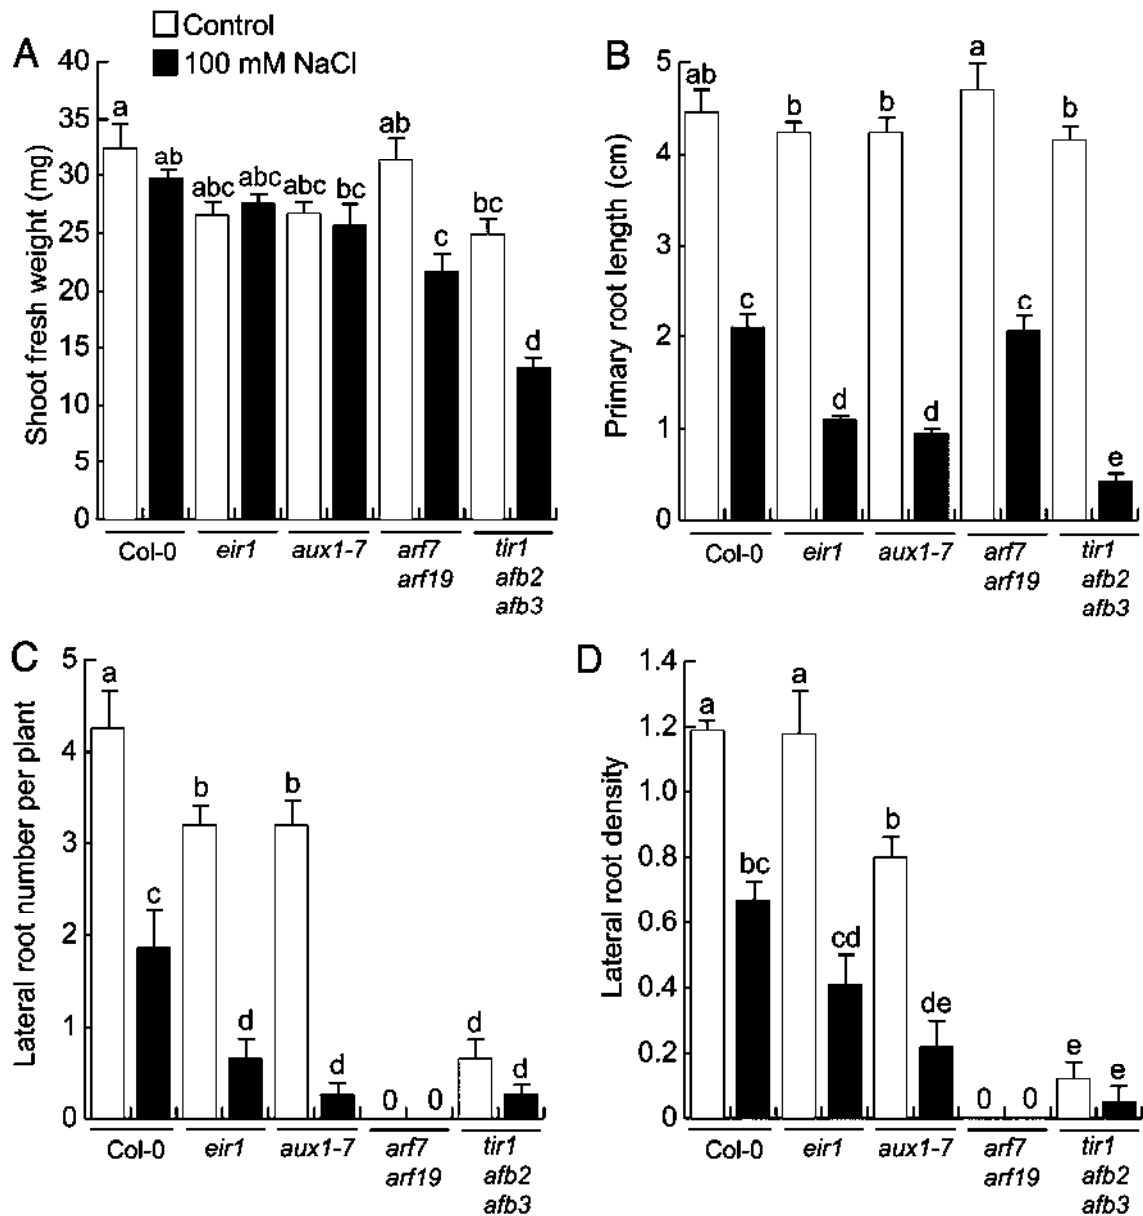 Control
100 mM NaCl
A
Shoot fresh weight (mg)
40
35
30
25
20
15
10
5
0
a
ab
abc
abc
abc
bc
ab
c
bc
d
Col-0
eir1
aux1-7
arf7
arf19
tir1
afb2
afb3
B
Primary root length (cm)
5
4
3
2
1
0
ab
c
b
d
b
d
a
c
b
e
Col-0
eir1
aux1-7
arf7
arf19
tir1
afb2
afb3
C
Lateral root number per plant
5
4
3
2
1
0
a
c
b
d
b
d
0
0
d
d
Col-0
eir1
aux1-7
arf7
arf19
tir1
afb2
afb3
D
Lateral root density
1.4
1.2
1.0
0.8
0.6
0.4
0.2
0
a
bc
a
cd
b
de
0
0
e
e
Col-0
eir1
aux1-7
arf7
arf19
tir1
afb2
afb3